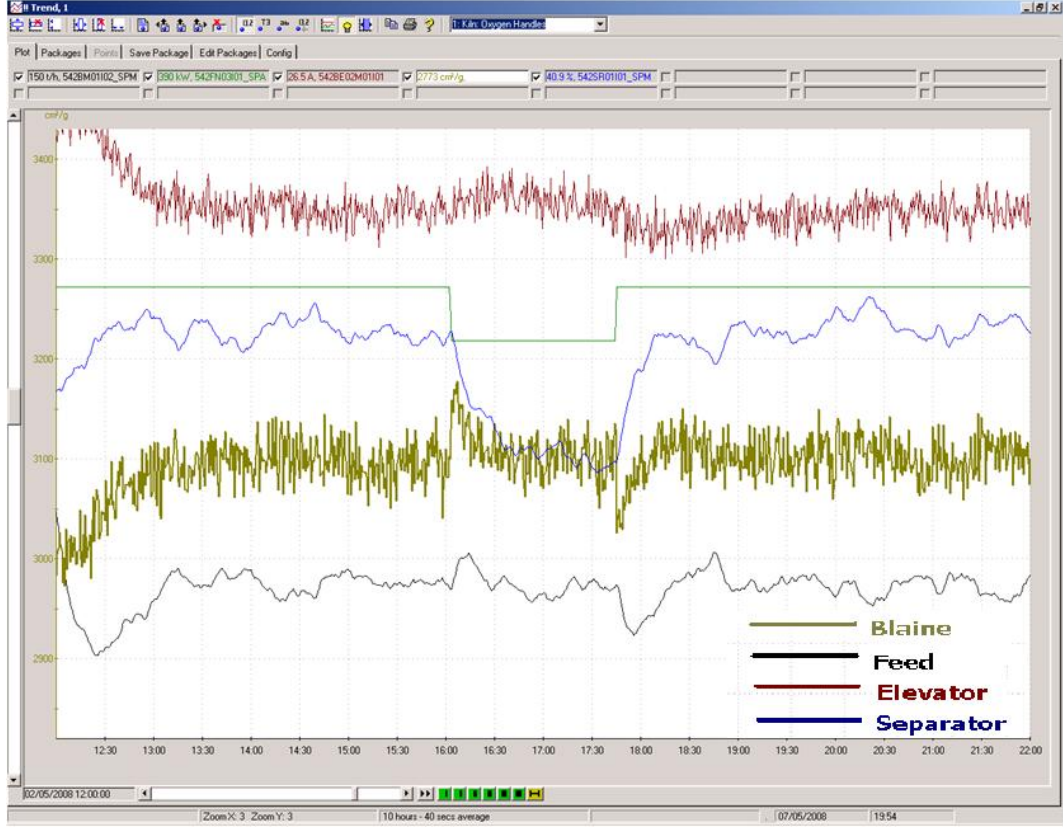 Trend, 1
1: Kiln: Oxygen Handles
Plot Packages Points Save Package Edit Packages Config
150 t/h, 542BM01I02_SPM 390 kW, 542FN03I01_SPA 26.5 A, 542BE02M01I01 2773 cm²/g, 40.9 %, 542SR01I01_SPM
cm²/g
3400
3300
3200
3100
3000
2900
Blaine
Feed
Elevator
Separator
12:30 13:00 13:30 14:00 14:30 15:00 15:30 16:00 16:30 17:00 17:30 18:00 18:30 19:00 19:30 20:00 20:30 21:00 21:30 22:00
02/05/2008 12:00:00
Zoom X: 3 Zoom Y: 3 10 hours - 40 secs average 07/05/2008 19:54